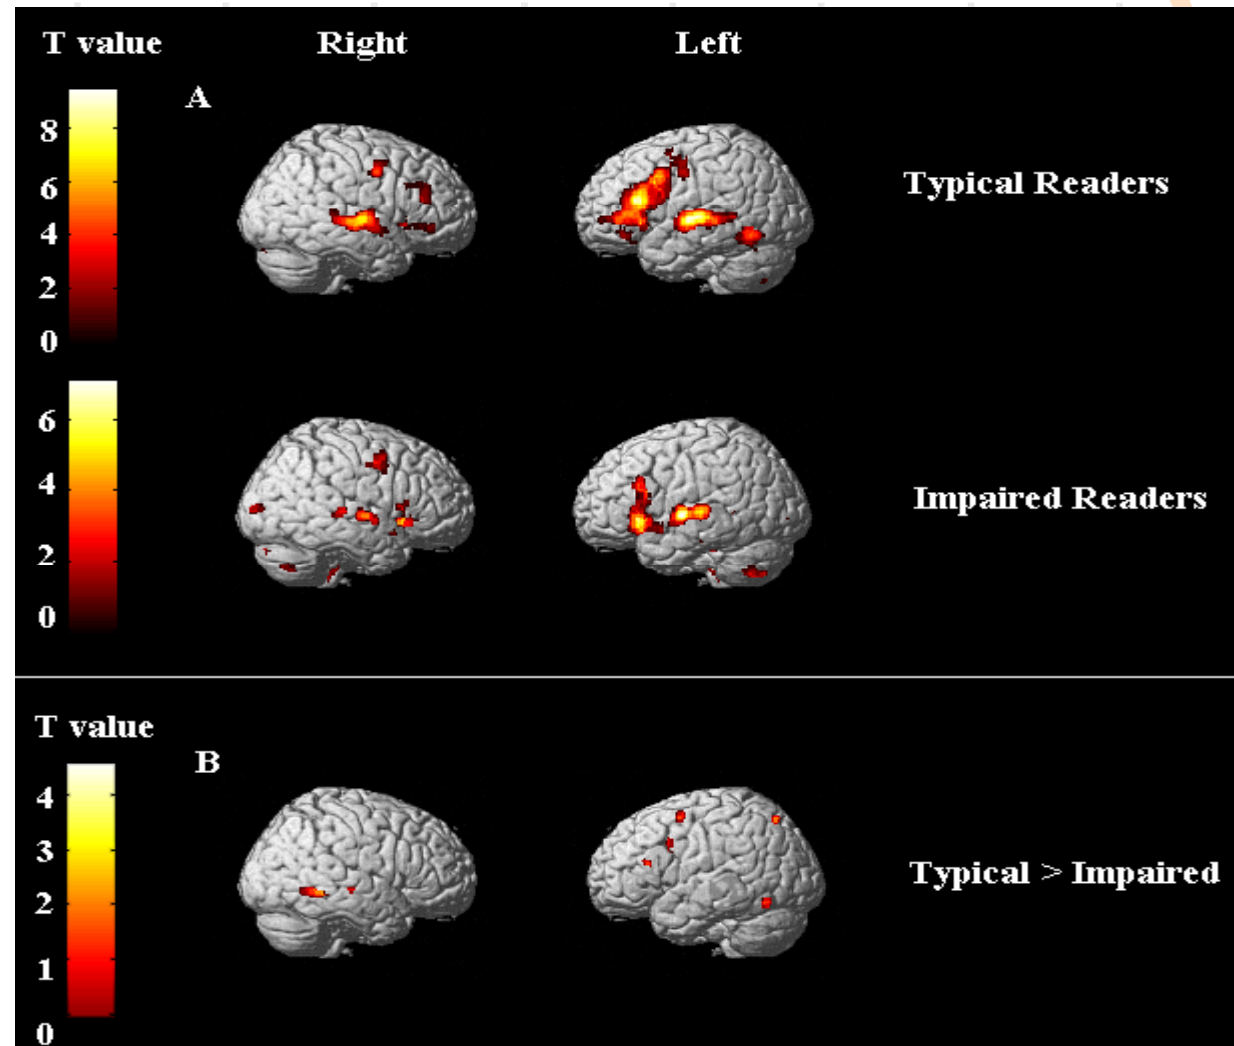 T value Right Left
A
8
6
4
2
0
Typical Readers
6
4
2
0
Impaired Readers
T value
B
4
3
2
1
0
Typical > Impaired